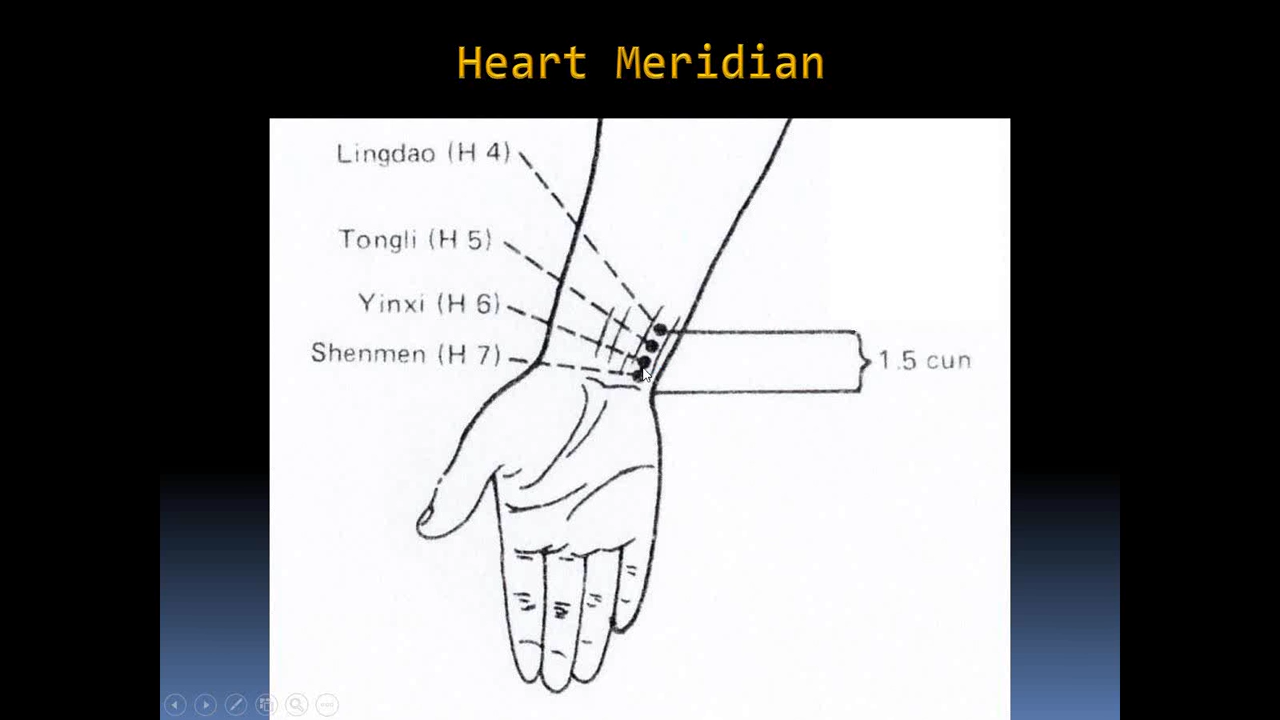 Heart Meridian
Lingdao (H 4)
Tongli (H 5)
Yinxi (H 6)
Shenmen (H 7)
1.5 cun